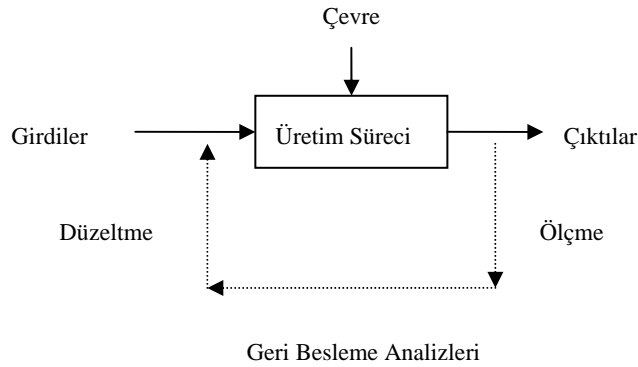 Çevre
Girdiler
Üretim Süreci
Çıktılar
Düzeltme
Ölçme
Geri Besleme Analizleri